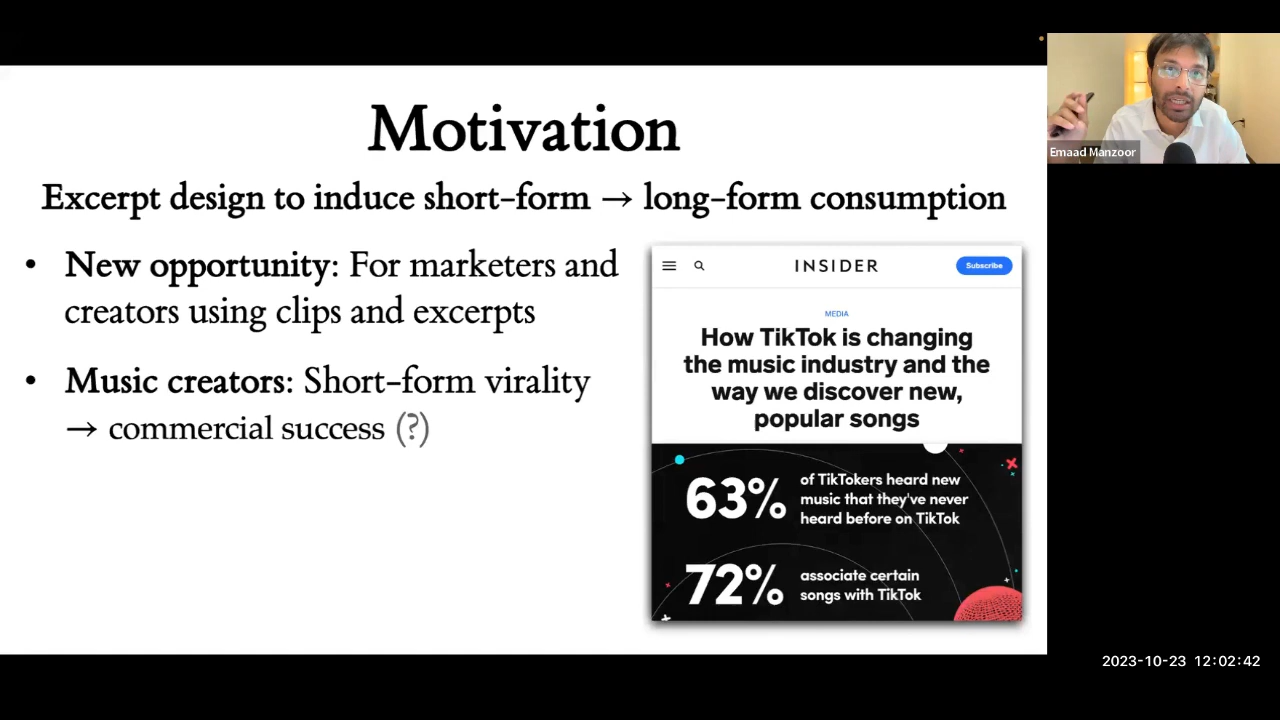 Motivation
Excerpt design to induce short-form → long-form consumption
• New opportunity: For marketers and
creators using clips and excerpts
• Music creators: Short-form virality
→ commercial success (?)
INSIDER
Subscribe
MEDIA
How TikTok is changing
the music industry and the
way we discover new,
popular songs
63%
of TikTokers heard new
music that they've never
heard before on TikTok
72%
associate certain
songs with TikTok
Emaad Manzoor
2023-10-23 12:02:42